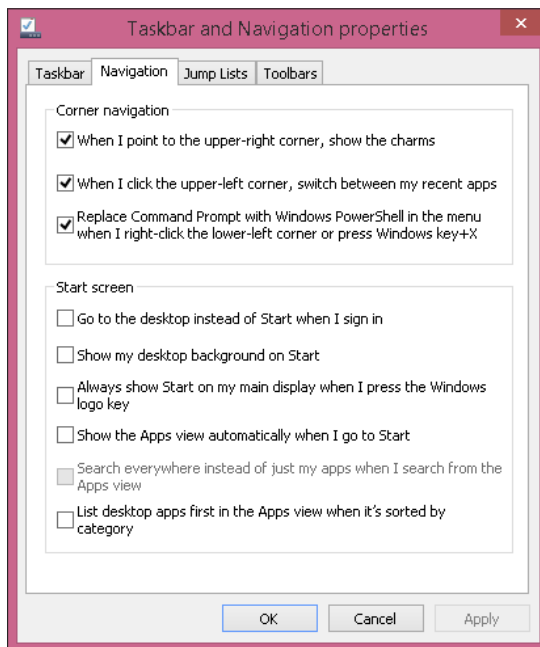 Taskbar and Navigation properties
Taskbar Navigation Jump Lists Toolbars
Corner navigation
When I point to the upper-right corner, show the charms
When I click the upper-left corner, switch between my recent apps
Replace Command Prompt with Windows PowerShell in the menu
when I right-click the lower-left corner or press Windows key+X
Start screen
Go to the desktop instead of Start when I sign in
Show my desktop background on Start
Always show Start on my main display when I press the Windows
logo key
Show the Apps view automatically when I go to Start
Search everywhere instead of just my apps when I search from the
Apps view
List desktop apps first in the Apps view when it's sorted by
category
OK Cancel Apply